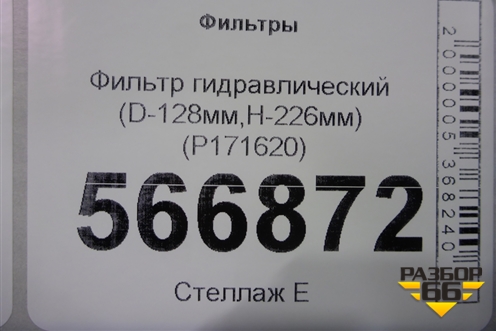 Фильтры
Фильтр гидравлический
(D-128мм,H-226мм)
(P171620)
566872
Стеллаж Е
2000005368240
РАЗБОР
66